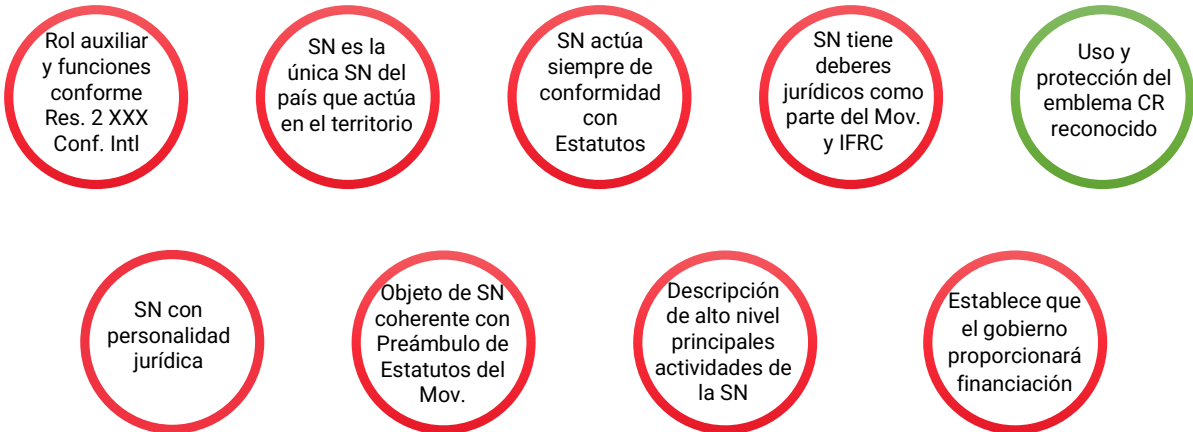 Rol auxiliar
y funciones
conforme
Res. 2 XXX
Conf. Intl
SN es la
única SN del
país que actúa
en el territorio
SN actúa
siempre de
conformidad
con
Estatutos
SN tiene
deberes
jurídicos como
parte del Mov.
y IFRC
Uso y
protección del
emblema CR
reconocido
SN con
personalidad
jurídica
Objeto de SN
coherente con
Preámbulo de
Estatutos del
Mov.
Descripción
de alto nivel
principales
actividades de
la SN
Establece que
el gobierno
proporcionará
financiación